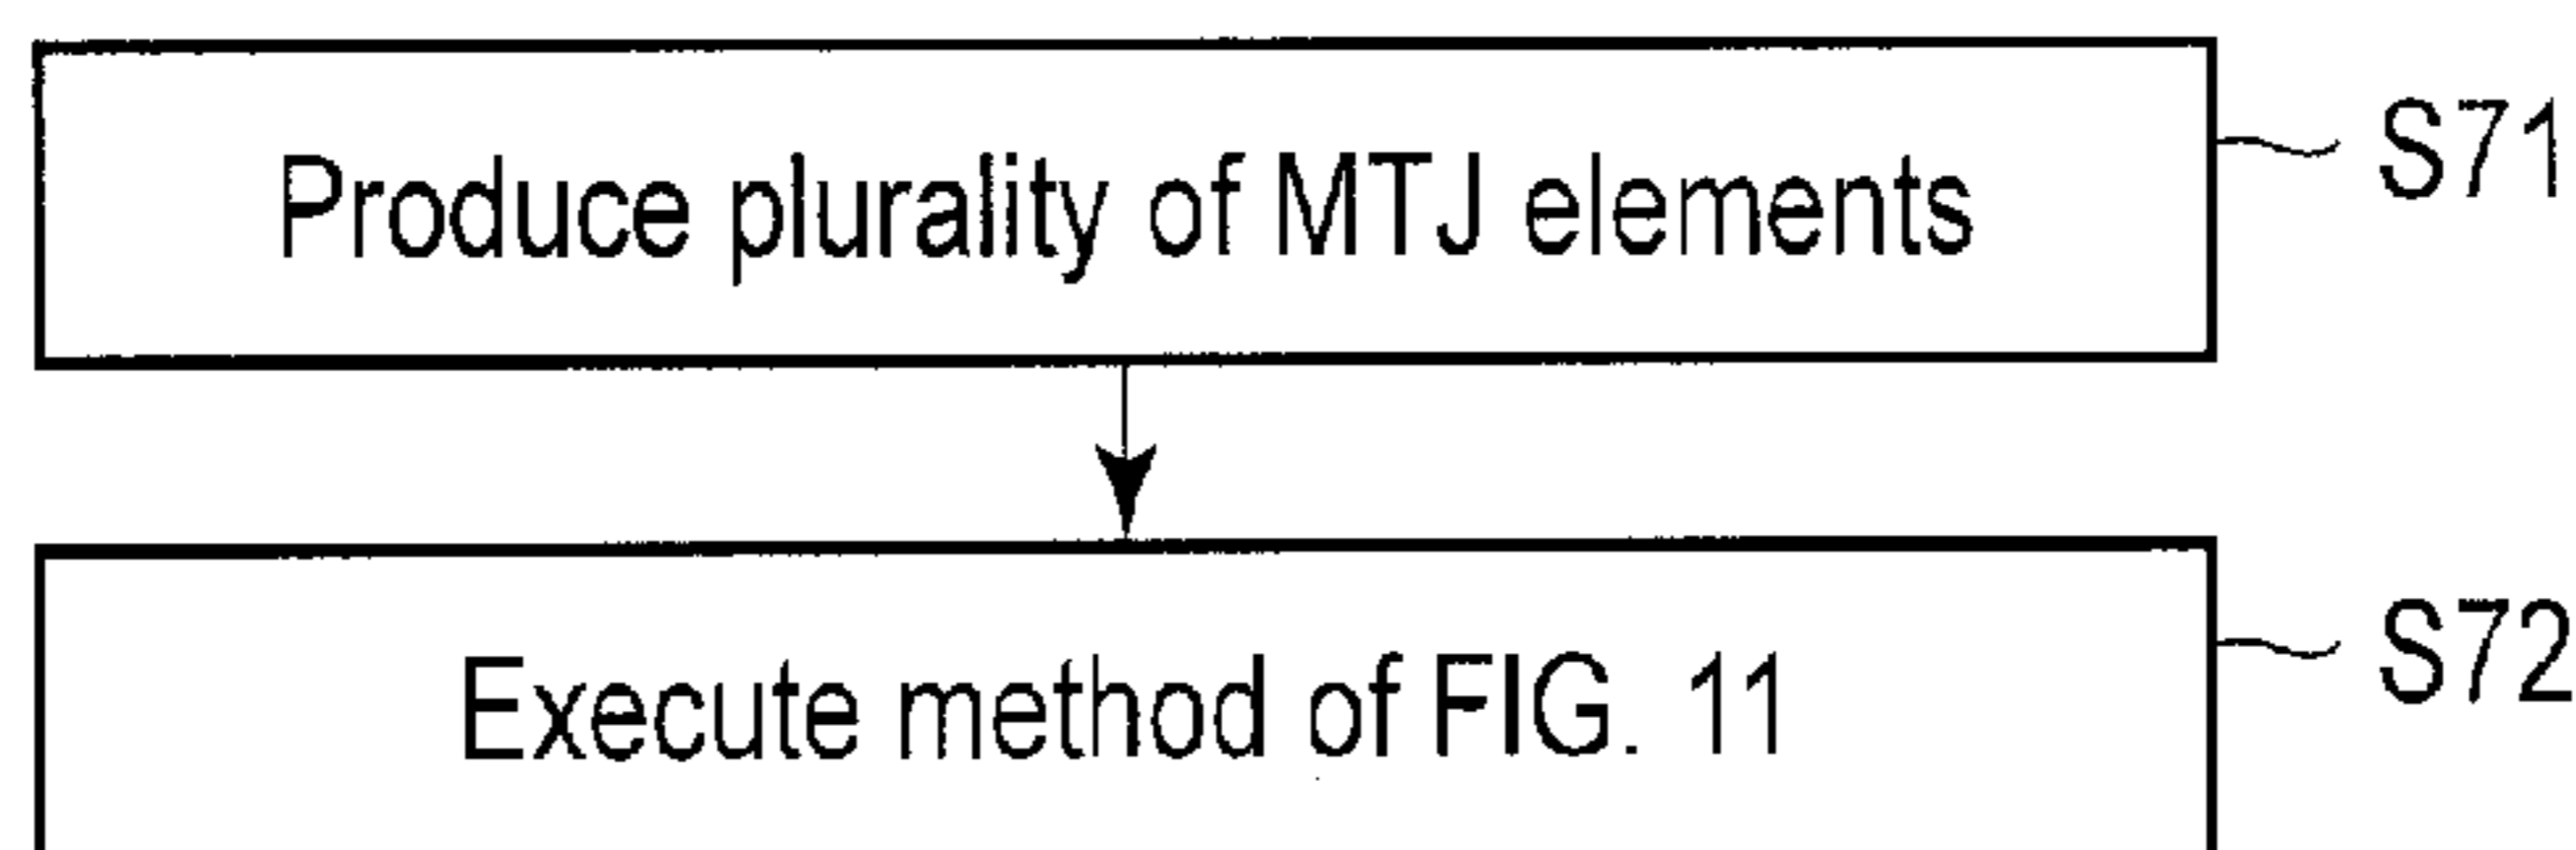 Produce plurality of MTJ elements
S71
Execute method of FIG. 11
S72